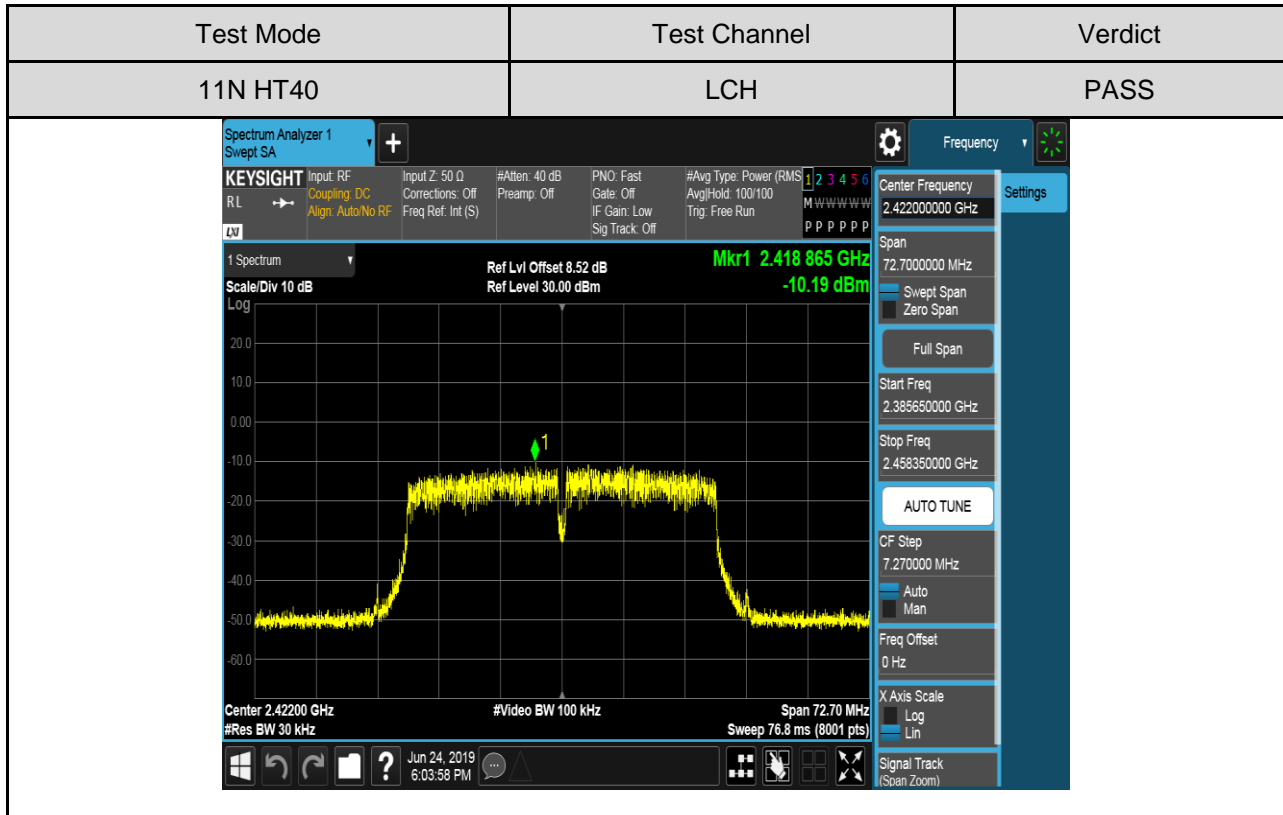 Test Mode Test Channel Verdict
11N HT40 LCH PASS
Spectrum Analyzer 1
Swept SA
+
Frequency
KEYSIGHT Input: RF Input Z: 50 Ω #Atten: 40 dB PNO: Fast #Avg Type: Power (RMS 1 2 3 4 5 6
RL Coupling: DC Corrections: Off Preamp: Off Gate: Off Avg|Hold: 100/100 M W W W W W
Align: Auto/No RF Freq Ref: Int (S) IF Gain: Low Trig: Free Run
LXI Sig Track: Off P P P P P P
1 Spectrum Ref Lvl Offset 8.52 dB Mkr1 2.418 865 GHz
Scale/Div 10 dB Ref Level 30.00 dBm -10.19 dBm
Log
20.0
10.0
0.00
1
-10.0
-20.0
-30.0
-40.0
-50.0
-60.0
Center 2.42200 GHz #Video BW 100 kHz Span 72.70 MHz
#Res BW 30 kHz Sweep 76.8 ms (8001 pts)
? Jun 24, 2019
6:03:58 PM
Center Frequency
2.422000000 GHz
Settings
Span
72.7000000 MHz
Swept Span
Zero Span
Full Span
Start Freq
2.385650000 GHz
Stop Freq
2.458350000 GHz
AUTO TUNE
CF Step
7.270000 MHz
Auto
Man
Freq Offset
0 Hz
X Axis Scale
Log
Lin
Signal Track
(Span Zoom)